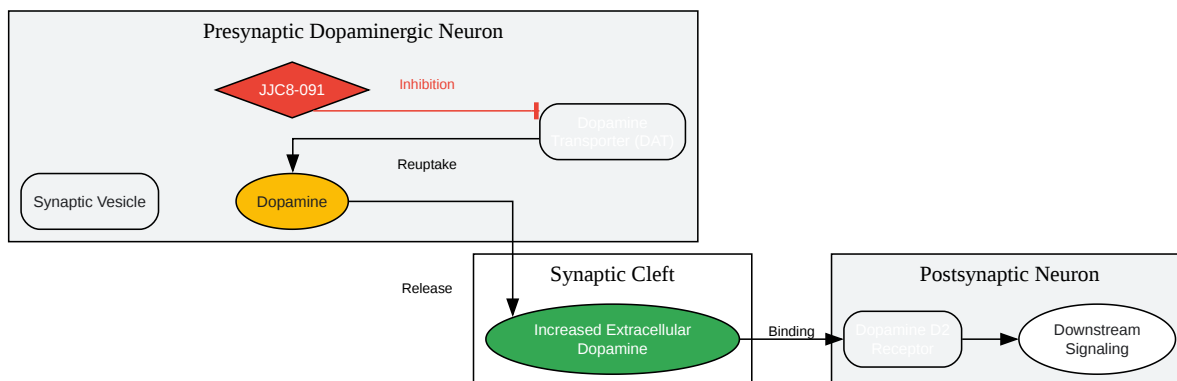 Presynaptic Dopaminergic Neuron
JJC8-091
Inhibition
Dopamine
Transporter (DAT)
Reuptake
Synaptic Vesicle
Dopamine
Release
Synaptic Cleft
Increased Extracellular
Dopamine
Binding
Postsynaptic Neuron
Dopamine D2
Receptor
Downstream
Signaling